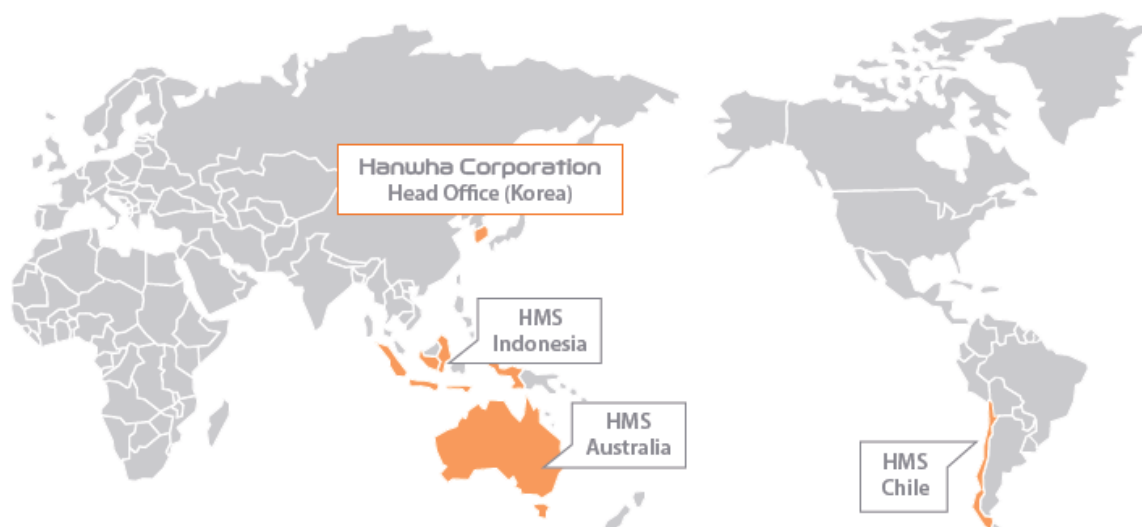 Hanwha Corporation
Head Office (Korea)
HMS
Indonesia
HMS
Australia
HMS
Chile